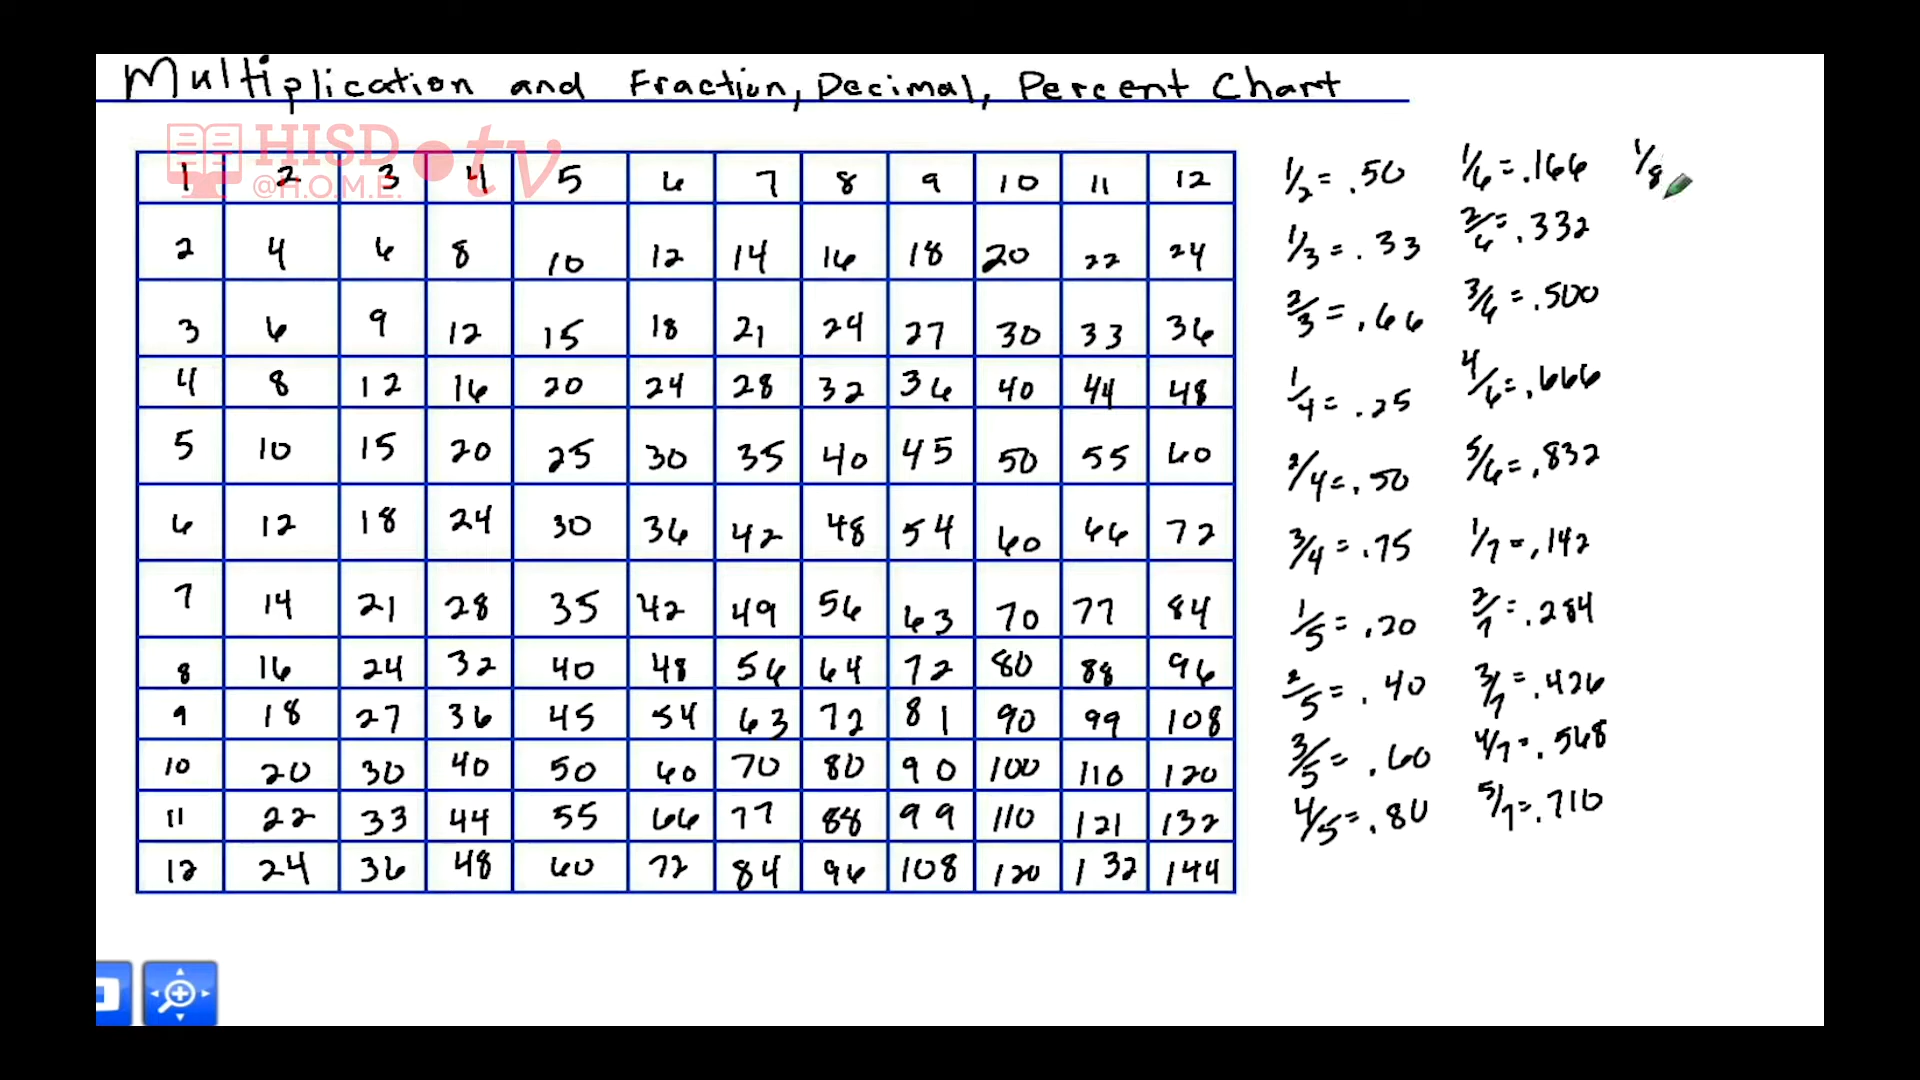 Multiplication and Fraction, Decimal, Percent Chart
HISD tv
@H.O.M.E.
1 2 3 4 5 6 7 8 9 10 11 12
2 4 6 8 10 12 14 16 18 20 22 24
3 6 9 12 15 18 21 24 27 30 33 36
4 8 12 16 20 24 28 32 36 40 44 48
5 10 15 20 25 30 35 40 45 50 55 60
6 12 18 24 30 36 42 48 54 60 66 72
7 14 21 28 35 42 49 56 63 70 77 84
8 16 24 32 40 48 56 64 72 80 88 96
9 18 27 36 45 54 63 72 81 90 99 108
10 20 30 40 50 60 70 80 90 100 110 120
11 22 33 44 55 66 77 88 99 110 121 132
12 24 36 48 60 72 84 96 108 120 132 144
1/2 = .50
1/3 = .33
2/3 = .66
1/4 = .25
2/4 = .50
3/4 = .75
1/5 = .20
2/5 = .40
3/5 = .60
4/5 = .80
1/6 = .166
2/6 = .332
3/6 = .500
4/6 = .666
5/6 = .832
1/7 = .142
2/7 = .284
3/7 = .426
4/7 = .568
5/7 = .710
1/8